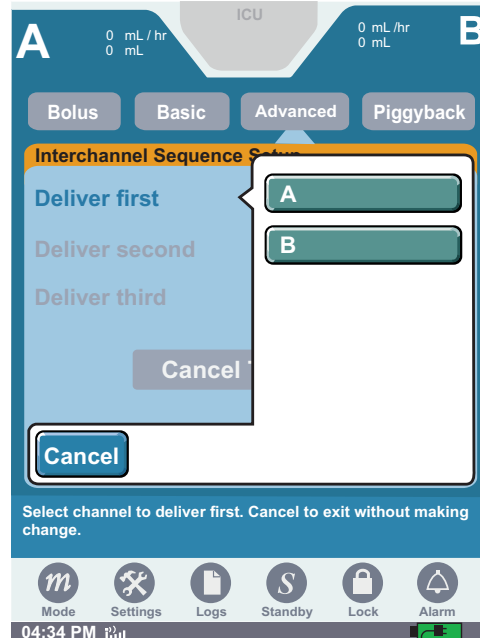 ICU
A
0 mL / hr
0 mL
0 mL /hr
0 mL
B
Bolus
Basic
Advanced
Piggyback
Interchannel Sequence
Deliver first
A
Deliver second
B
Deliver third
Cancel
Cancel
Select channel to deliver first. Cancel to exit without making
change.
m
S
Mode
Settings
Logs
Standby
Lock
Alarm
04:34 PM